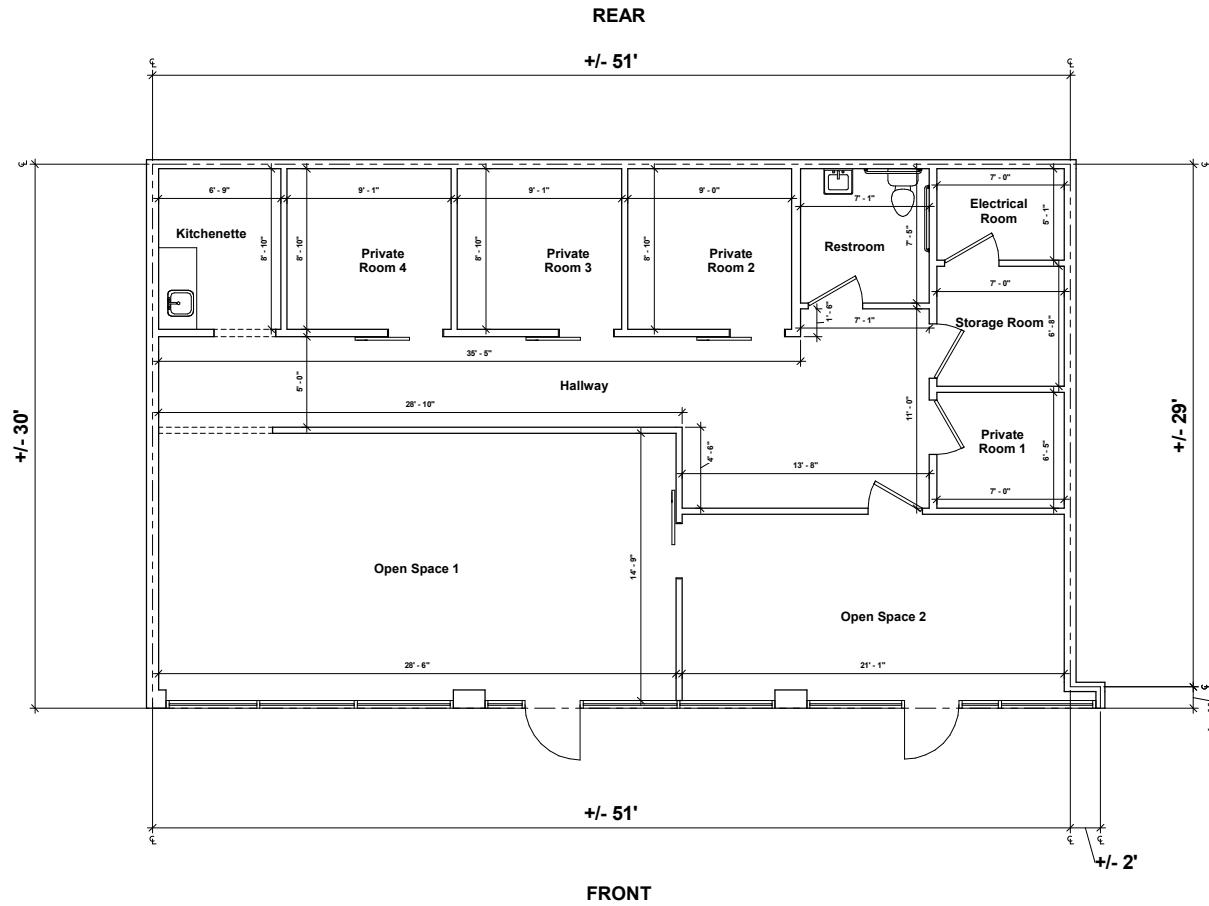 REAR
+/- 51'
6' - 9"
9' - 1"
9' - 1"
9' - 0"
7' - 1"
7' - 0"
Kitchenette
8' - 10"
8' - 10"
Private
Room 4
8' - 10"
Private
Room 3
8' - 10"
Private
Room 2
Restroom
7' - 5"
Electrical
Room
5' - 1"
7' - 0"
Storage Room
6' - 8"
1' - 6"
7' - 1"
35' - 5"
5' - 0"
Hallway
28' - 10"
11' - 0"
4' - 6"
13' - 8"
Private
Room 1
6' - 5"
7' - 0"
+/- 30'
+/- 29'
Open Space 1
14' - 9"
Open Space 2
28' - 6"
21' - 1"
+/- 51'
+/- 2'
FRONT